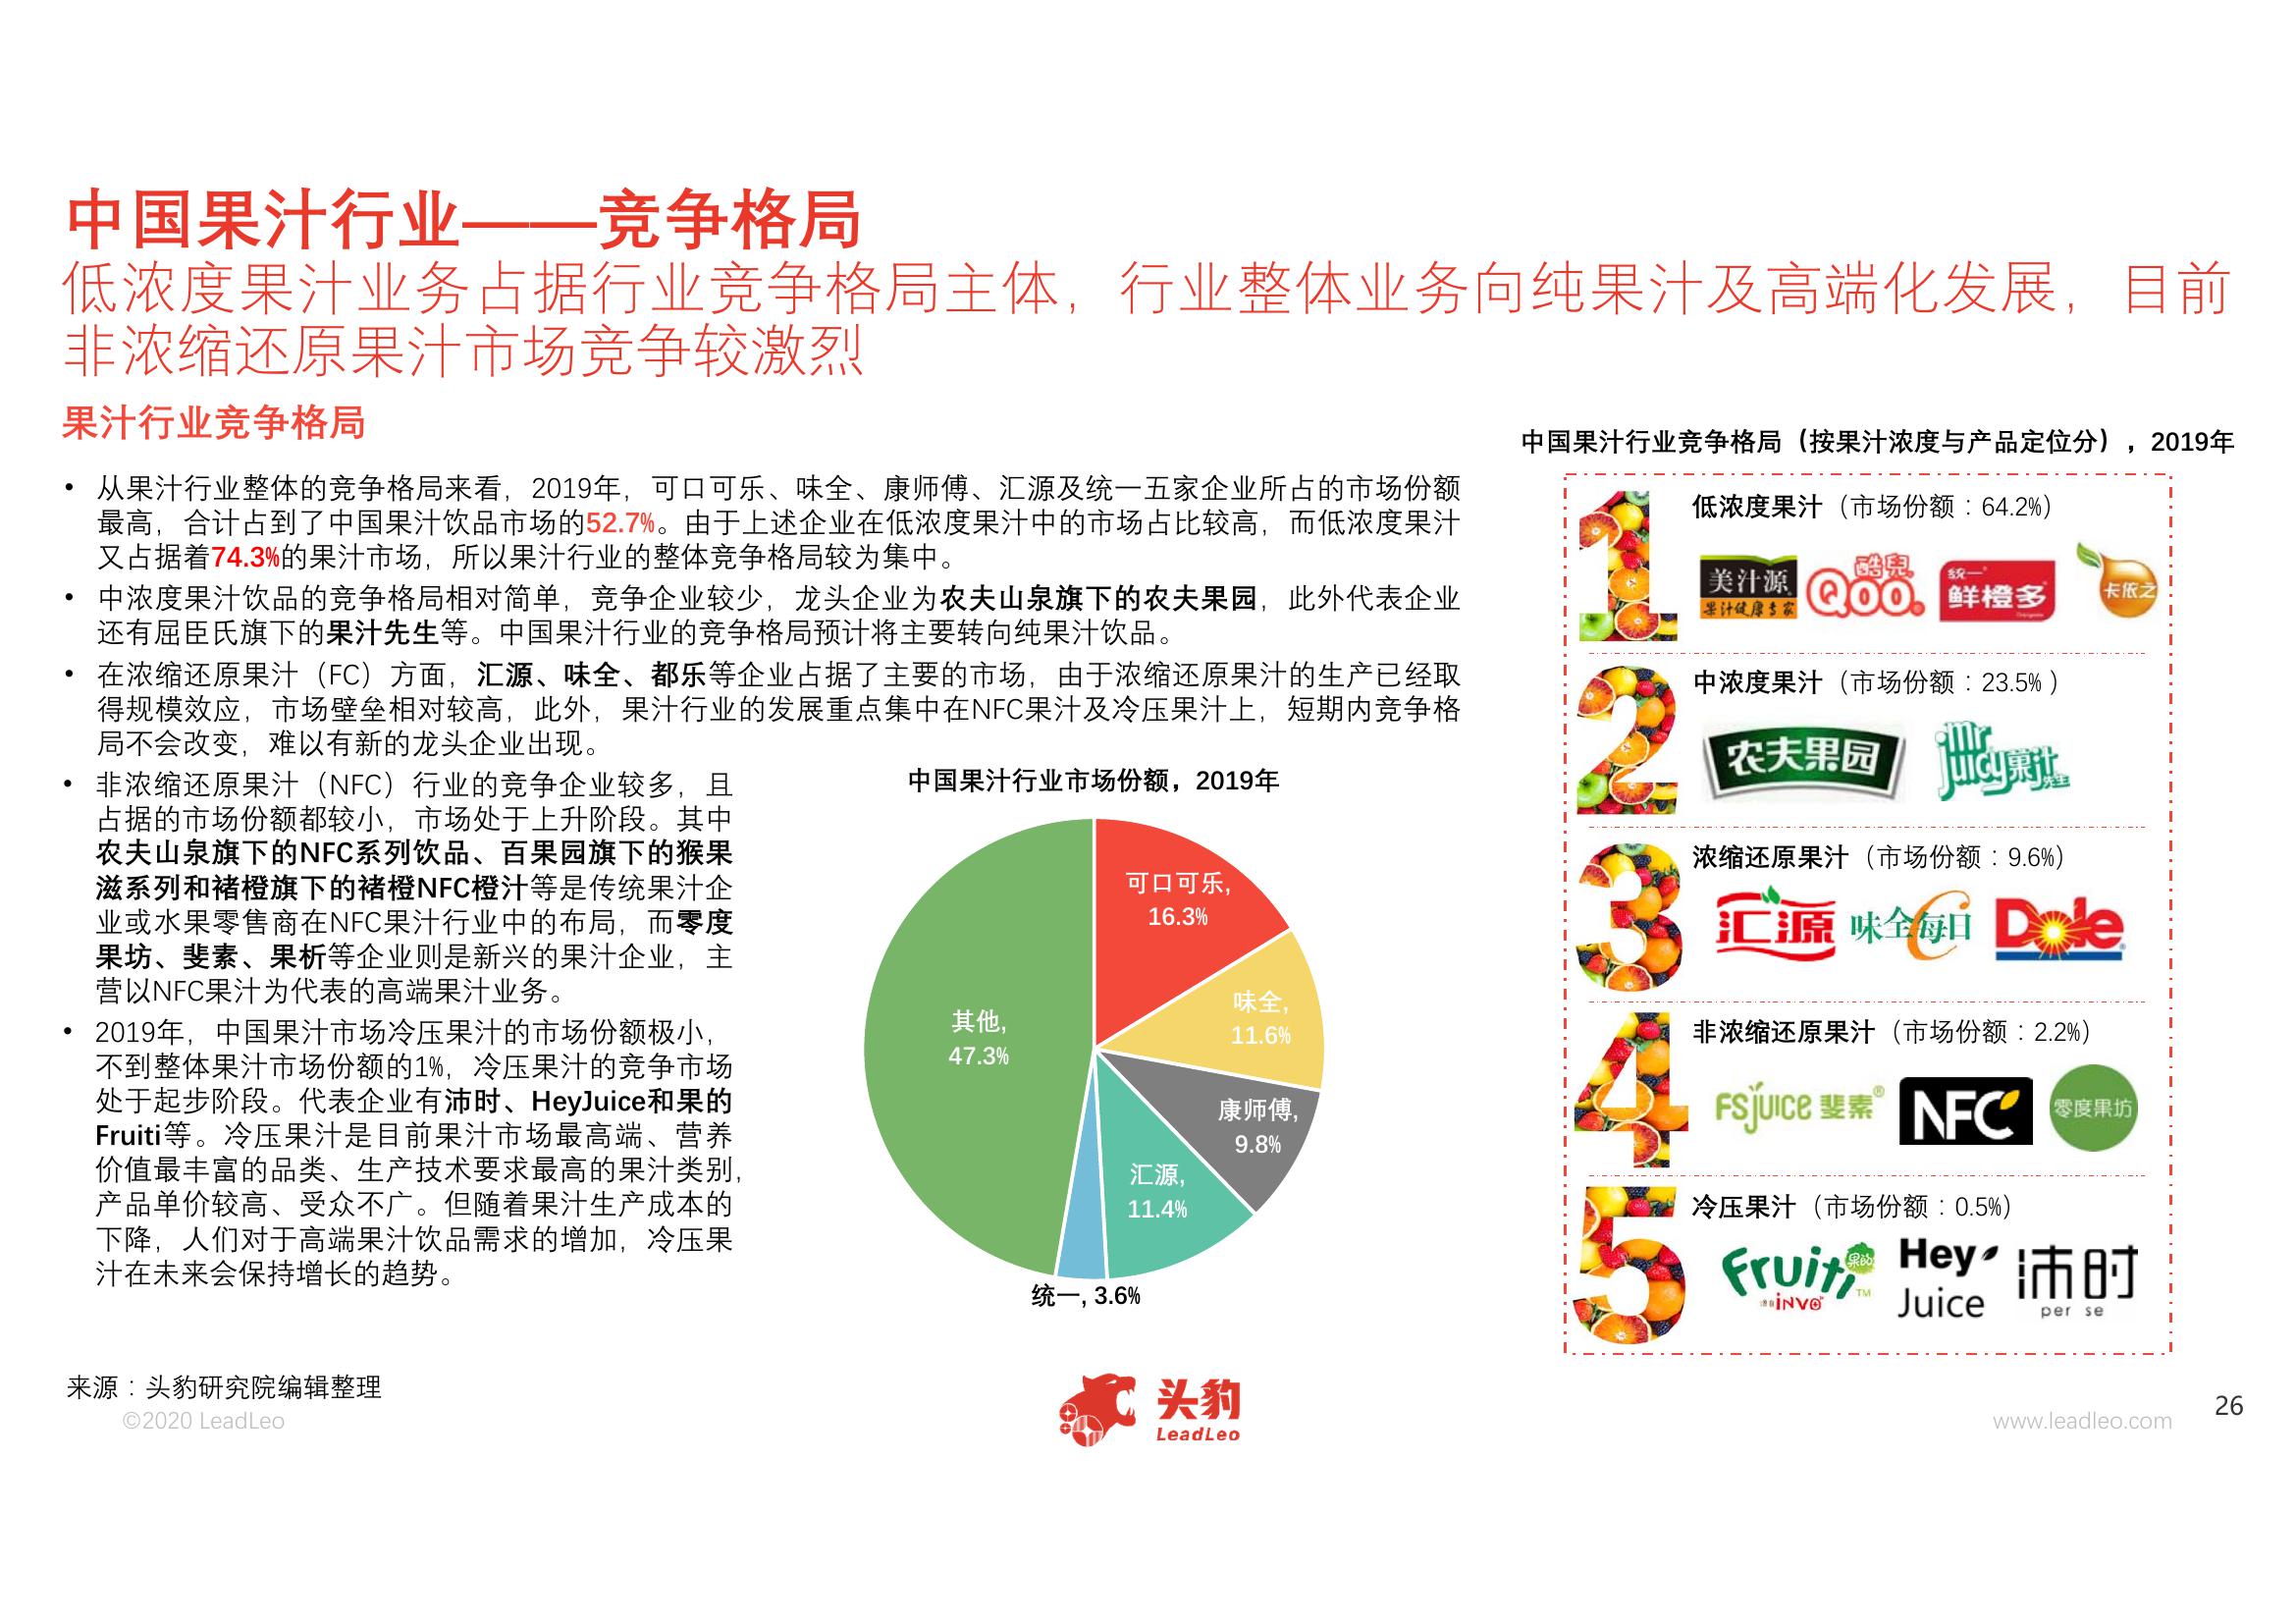 中国果汁行业——竞争格局
低浓度果汁业务占据行业竞争格局主体，行业整体业务向纯果汁及高端化发展，目前
非浓缩还原果汁市场竞争较激烈
果汁行业竞争格局
• 从果汁行业整体的竞争格局来看，2019年，可口可乐、味全、康师傅、汇源及统一五家企业所占的市场份额
最高，合计占到了中国果汁饮品市场的52.7%。由于上述企业在低浓度果汁中的市场占比较高，而低浓度果汁
又占据着74.3%的果汁市场，所以果汁行业的整体竞争格局较为集中。
• 中浓度果汁饮品的竞争格局相对简单，竞争企业较少，龙头企业为农夫山泉旗下的农夫果园，此外代表企业
还有屈臣氏旗下的果汁先生等。中国果汁行业的竞争格局预计将主要转向纯果汁饮品。
• 在浓缩还原果汁（FC）方面，汇源、味全、都乐等企业占据了主要的市场，由于浓缩还原果汁的生产已经取
得规模效应，市场壁垒相对较高，此外，果汁行业的发展重点集中在NFC果汁及冷压果汁上，短期内竞争格
局不会改变，难以有新的龙头企业出现。
• 非浓缩还原果汁（NFC）行业的竞争企业较多，且
占据的市场份额都较小，市场处于上升阶段。其中
农夫山泉旗下的NFC系列饮品、百果园旗下的猴果
滋系列和褚橙旗下的褚橙NFC橙汁等是传统果汁企
业或水果零售商在NFC果汁行业中的布局，而零度
果坊、斐素、果析等企业则是新兴的果汁企业，主
营以NFC果汁为代表的高端果汁业务。
• 2019年，中国果汁市场冷压果汁的市场份额极小，
不到整体果汁市场份额的1%，冷压果汁的竞争市场
处于起步阶段。代表企业有沛时、HeyJuice和果的
Fruiti等。冷压果汁是目前果汁市场最高端、营养
价值最丰富的品类、生产技术要求最高的果汁类别，
产品单价较高、受众不广。但随着果汁生产成本的
下降，人们对于高端果汁饮品需求的增加，冷压果
汁在未来会保持增长的趋势。
中国果汁行业市场份额，2019年
可口可乐,
16.3%
味全,
11.6%
康师傅,
9.8%
汇源,
11.4%
统一, 3.6%
其他,
47.3%
中国果汁行业竞争格局（按果汁浓度与产品定位分），2019年
1
低浓度果汁（市场份额：64.2%）
美汁源
果汁健康专家
酷兒
Qoo
统一
鲜橙多
卡依之
2
中浓度果汁（市场份额：23.5% ）
农夫果园
Mr Juicy果汁先生
3
浓缩还原果汁（市场份额：9.6%）
汇源
味全每日C
Dole
4
非浓缩还原果汁（市场份额：2.2%）
FSjuice 斐素®
NFC
零度果坊
5
冷压果汁（市场份额：0.5%）
Fruiti 果的
TM
iNVO
Hey
Juice
沛时
per se
来源：头豹研究院编辑整理
©2020 LeadLeo
头豹
LeadLeo
www.leadleo.com
26